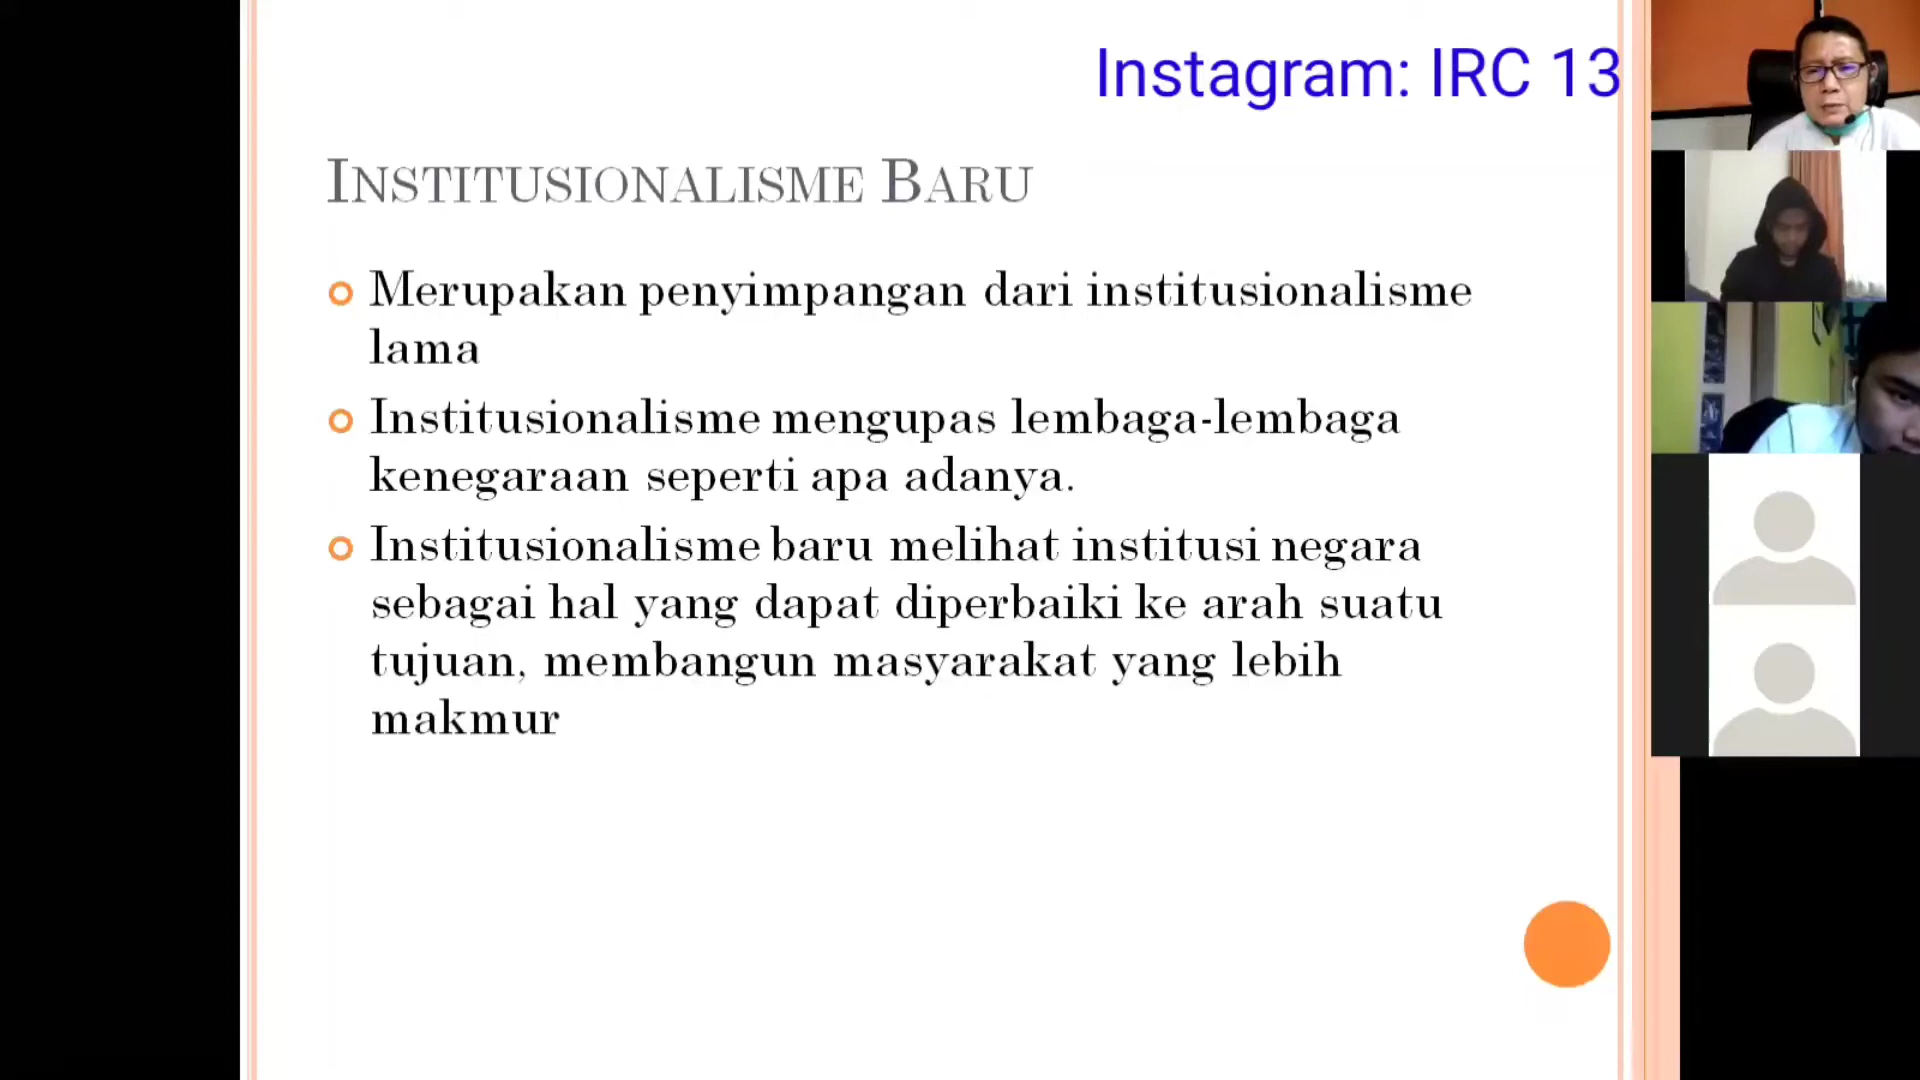 Instagram: IRC 13
Institusionalisme Baru
Merupakan penyimpangan dari institusionalisme
lama
Institusionalisme mengupas lembaga-lembaga
kenegaraan seperti apa adanya.
Institusionalisme baru melihat institusi negara
sebagai hal yang dapat diperbaiki ke arah suatu
tujuan, membangun masyarakat yang lebih
makmur